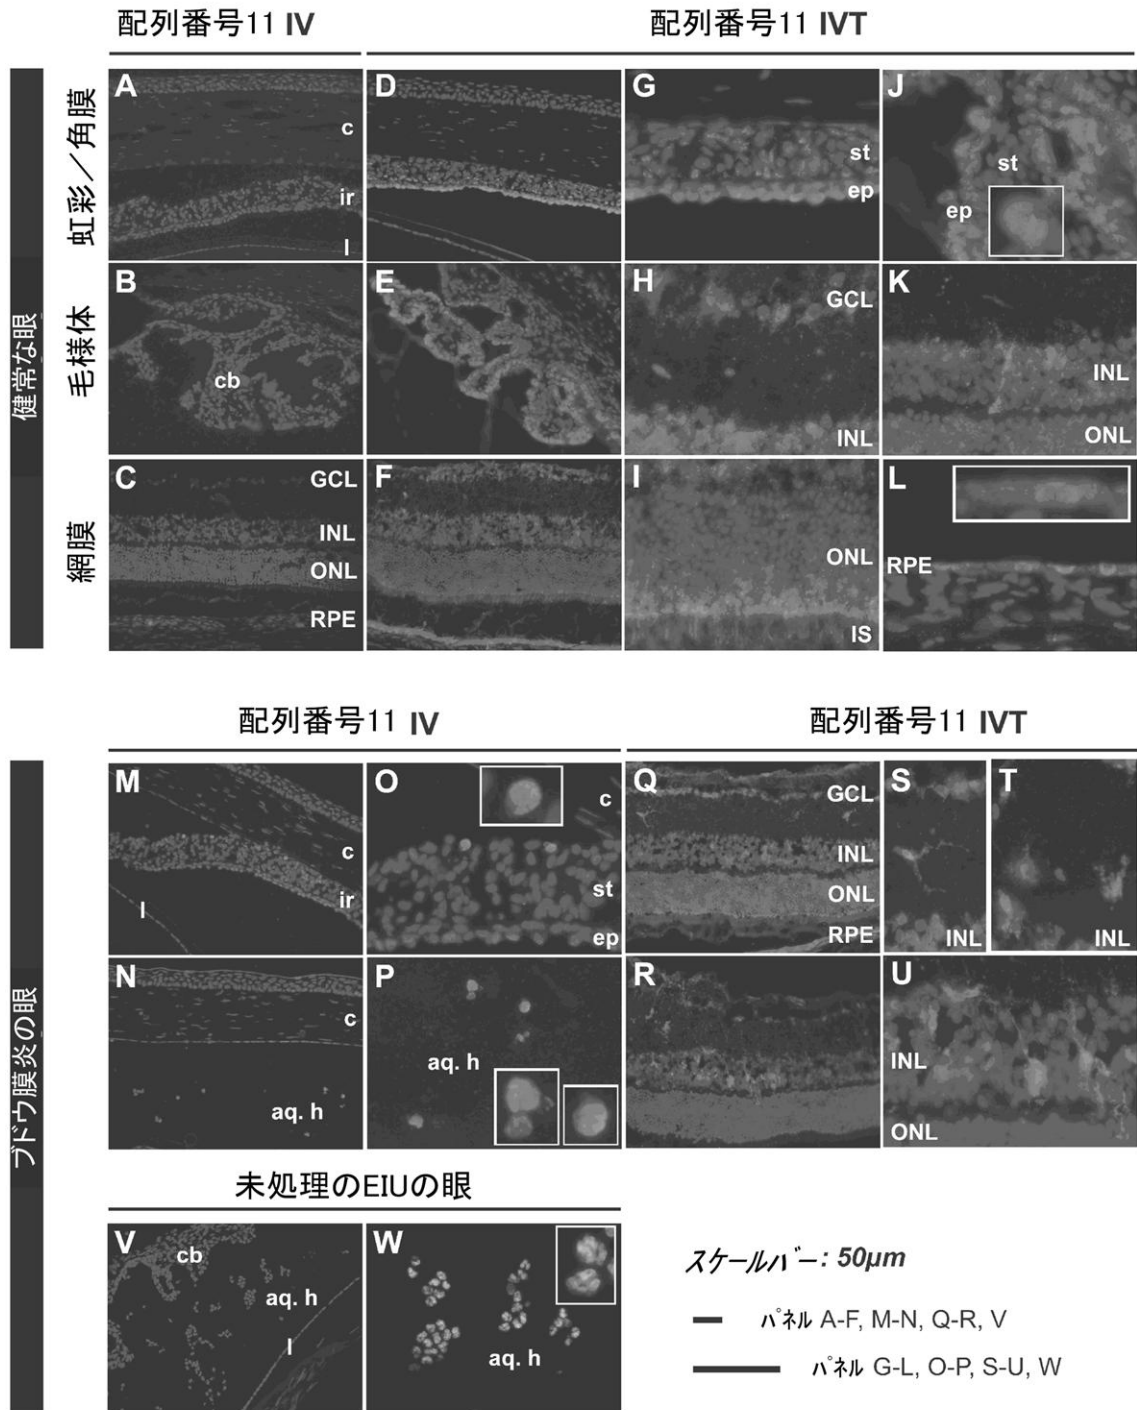 配列番号11 IV
配列番号11 IVT
健常な眼
虹彩／角膜
毛様体
網膜
A
c
ir
l
D
G
st
ep
J
st
ep
B
cb
E
H
GCL
INL
K
INL
ONL
C
GCL
INL
ONL
RPE
F
I
ONL
IS
L
RPE
配列番号11 IV
配列番号11 IVT
ブドウ膜炎の眼
M
c
ir
l
O
c
st
ep
Q
GCL
INL
ONL
RPE
S
INL
T
INL
N
c
aq. h
P
aq. h
R
U
INL
ONL
未処理のEIUの眼
V
cb
aq. h
l
W
aq. h
スケールバー: 50µm
パネル A-F, M-N, Q-R, V
パネル G-L, O-P, S-U, W